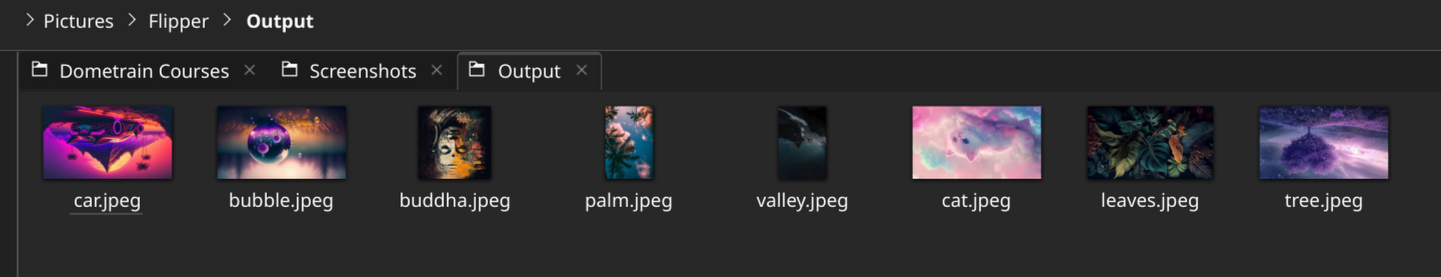 Pictures > Flipper > Output
Dometrain Courses Screenshots Output
car.jpeg bubble.jpeg buddha.jpeg palm.jpeg valley.jpeg cat.jpeg leaves.jpeg tree.jpeg